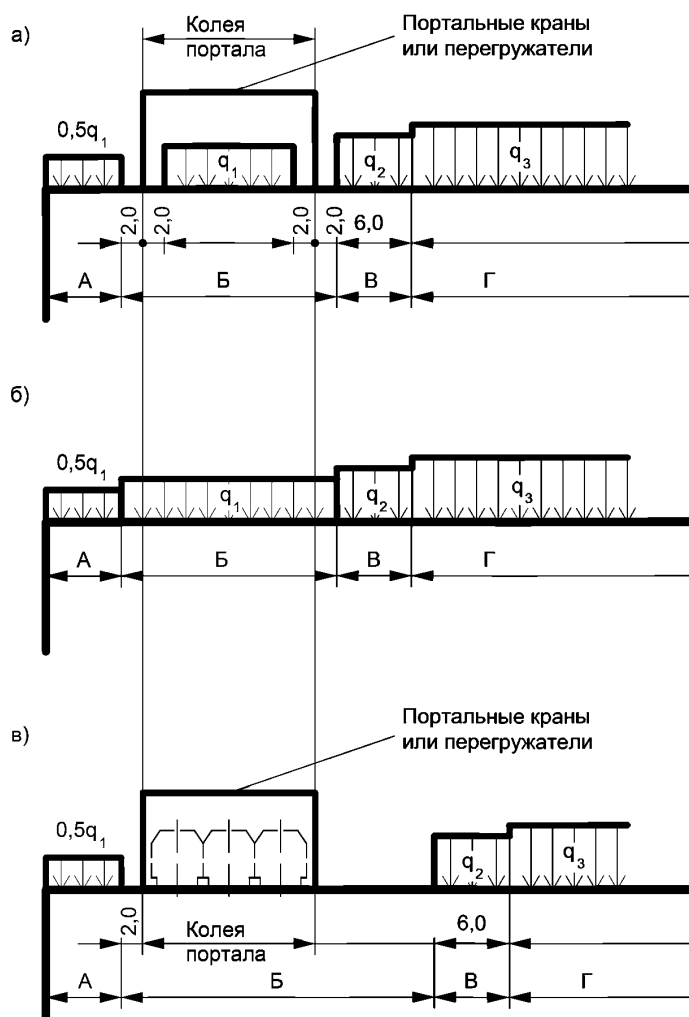 а)
Колея
портала
Портальные краны
или перегружатели
0,5q1
q1
q2
q3
2,0
2,0
2,0
2,0
6,0
А
Б
В
Г
б)
0,5q1
q1
q2
q3
А
Б
В
Г
в)
Портальные краны
или перегружатели
0,5q1
q2
q3
2,0
Колея
портала
6,0
А
Б
В
Г